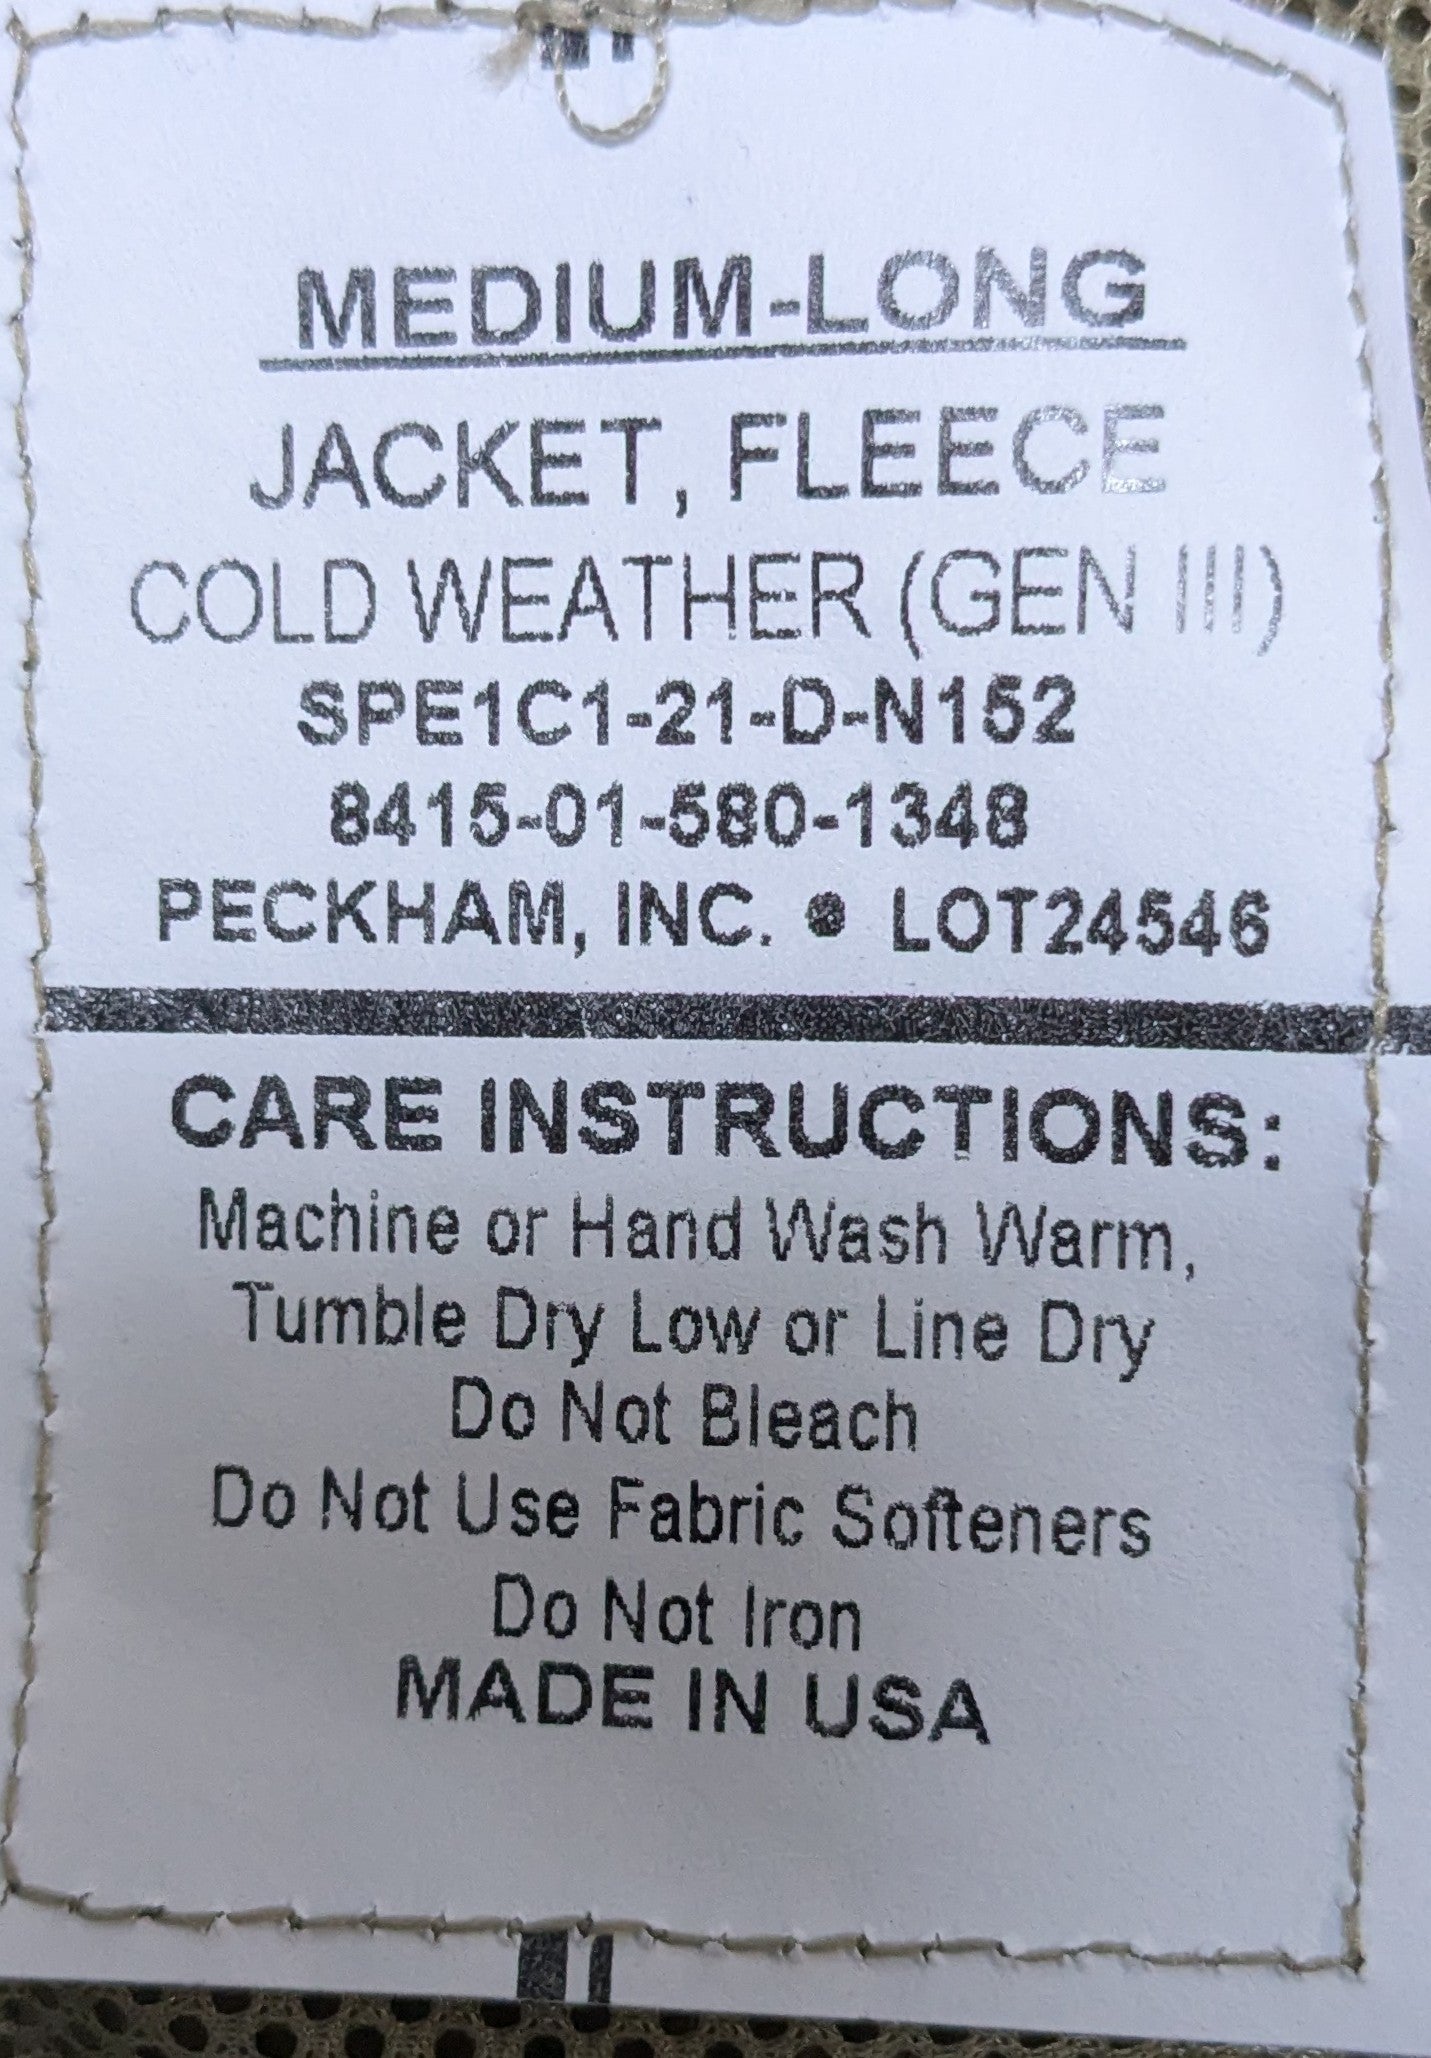 MEDIUM-LONG
JACKET, FLEECE
COLD WEATHER (GEN III)
SPE1C1-21-D-N152
8415-01-580-1348
PECKHAM, INC. ● LOT24546
CARE INSTRUCTIONS:
Machine or Hand Wash Warm,
Tumble Dry Low or Line Dry
Do Not Bleach
Do Not Use Fabric Softeners
Do Not Iron
MADE IN USA